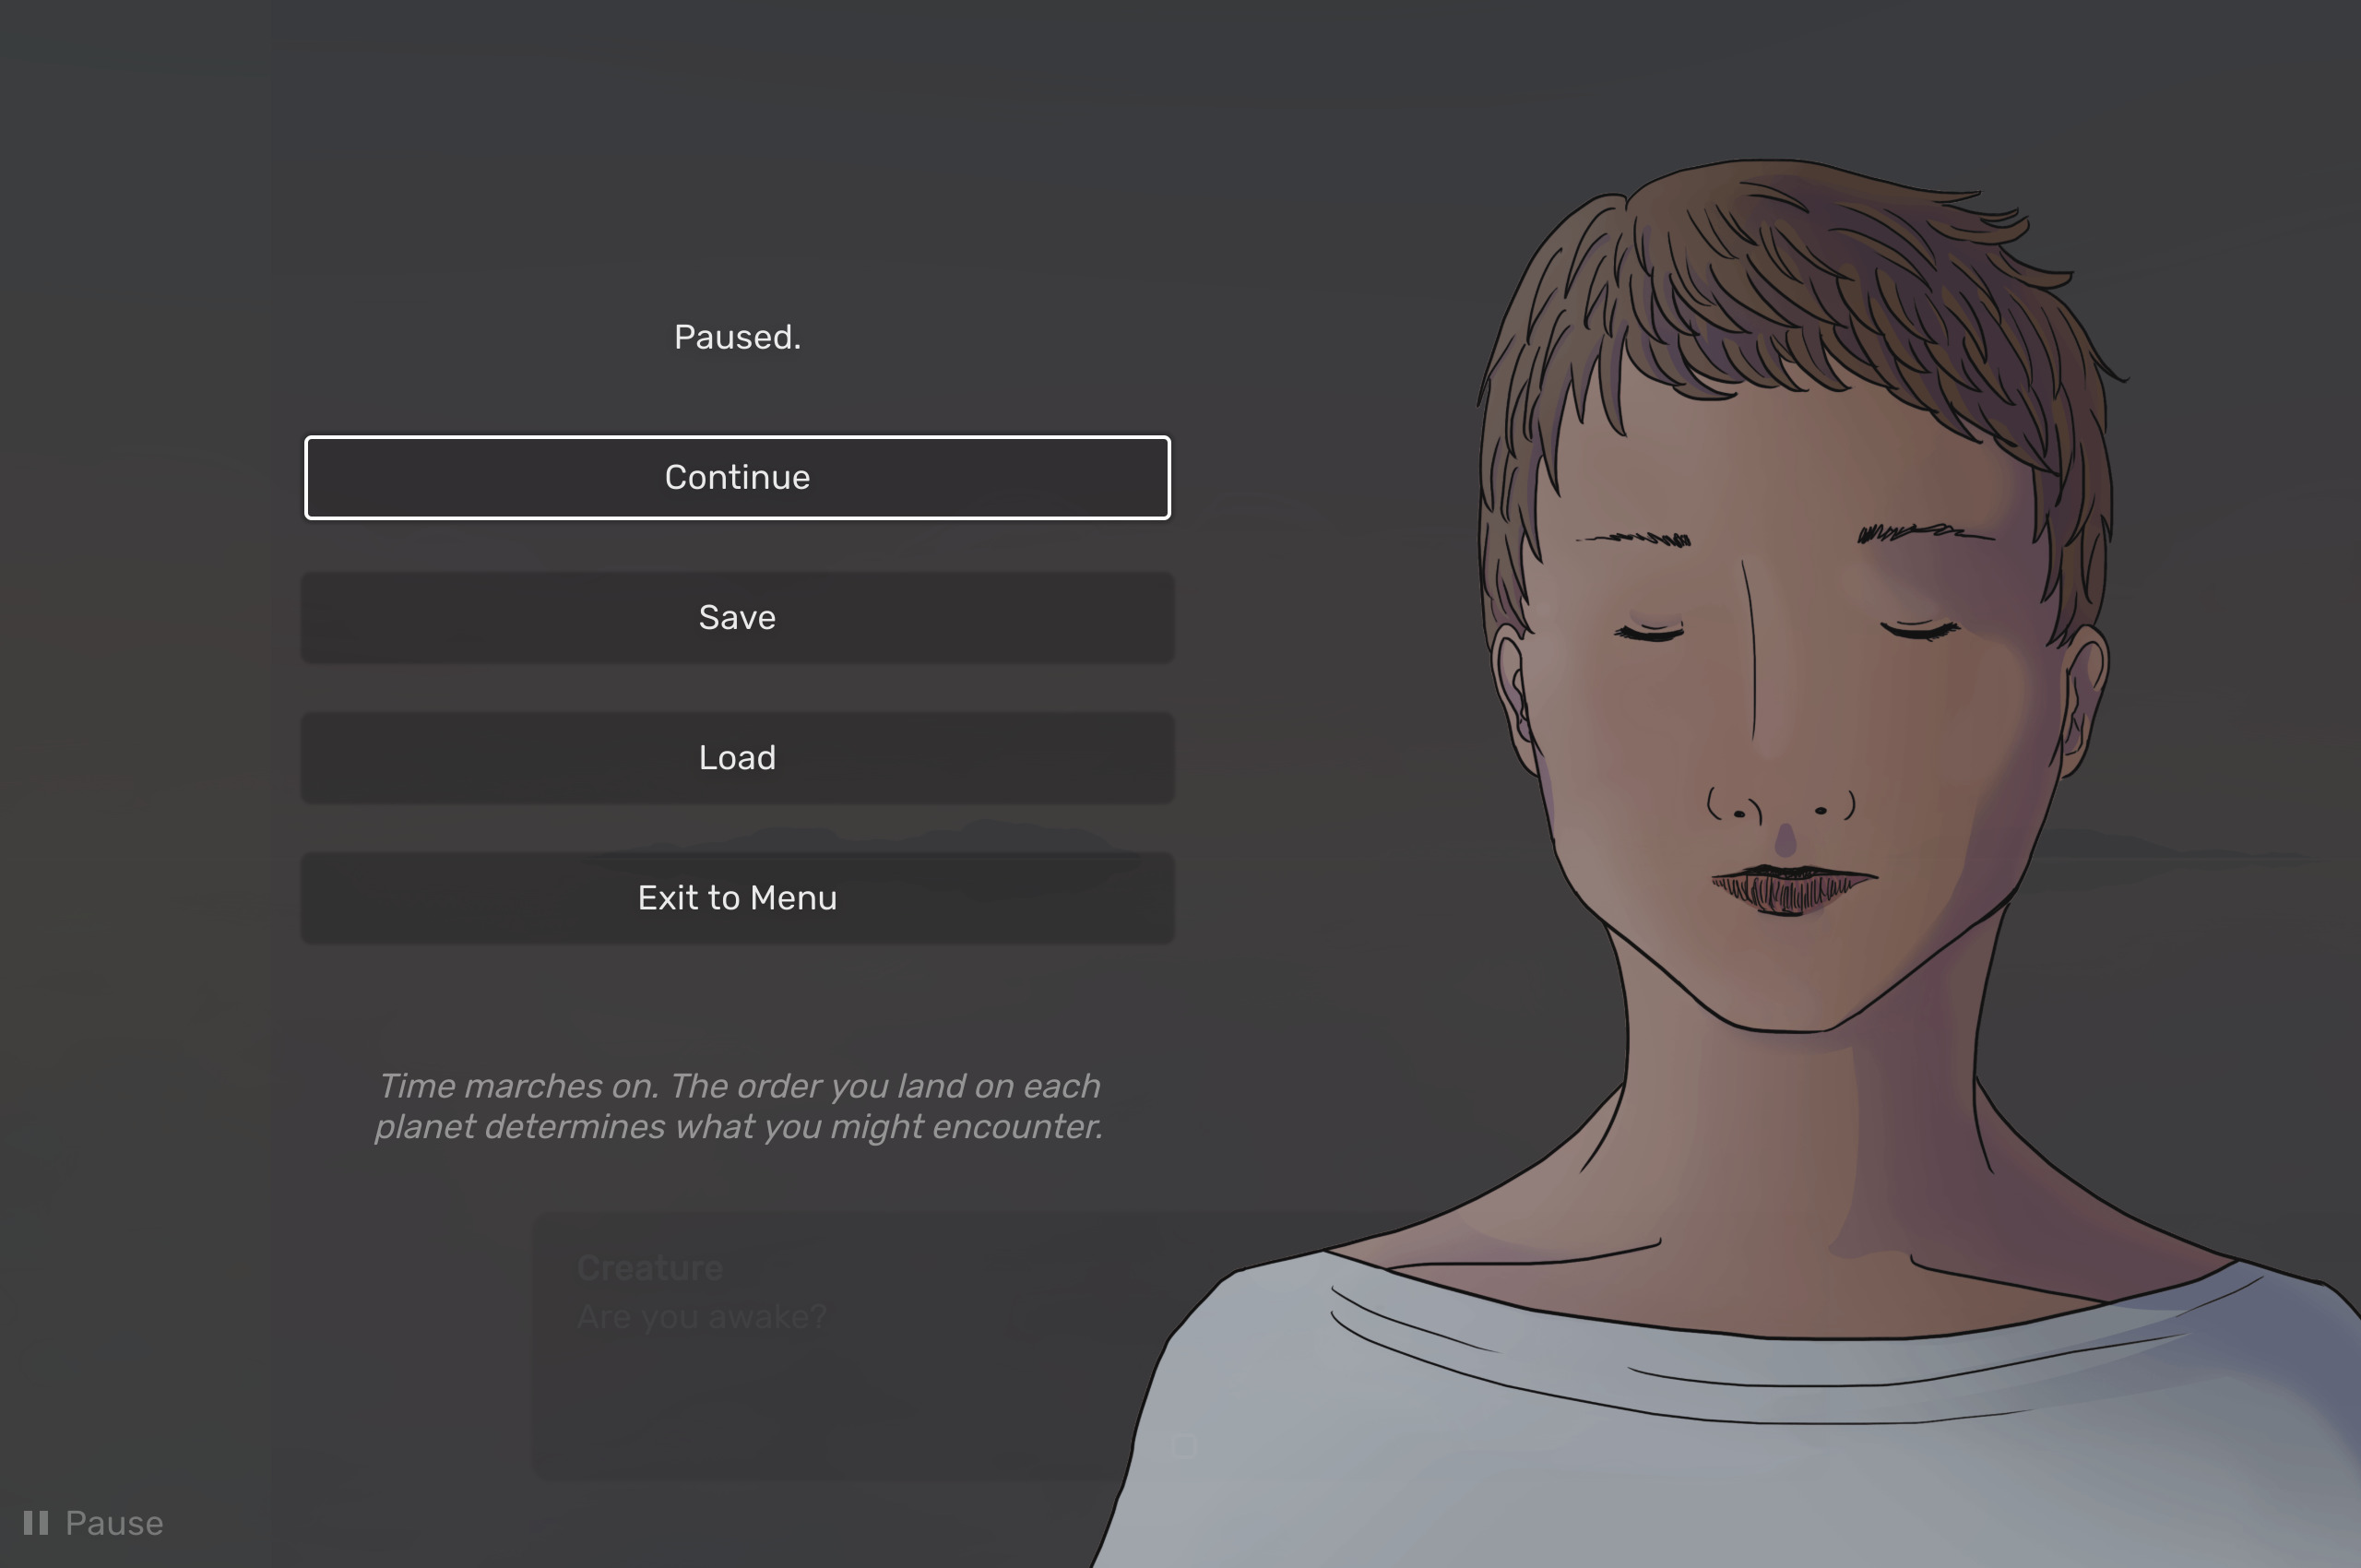 Paused.
Continue
Save
Load
Exit to Menu
Time marches on. The order you land on each
planet determines what you might encounter.
Creature
Are you awake?
Pause